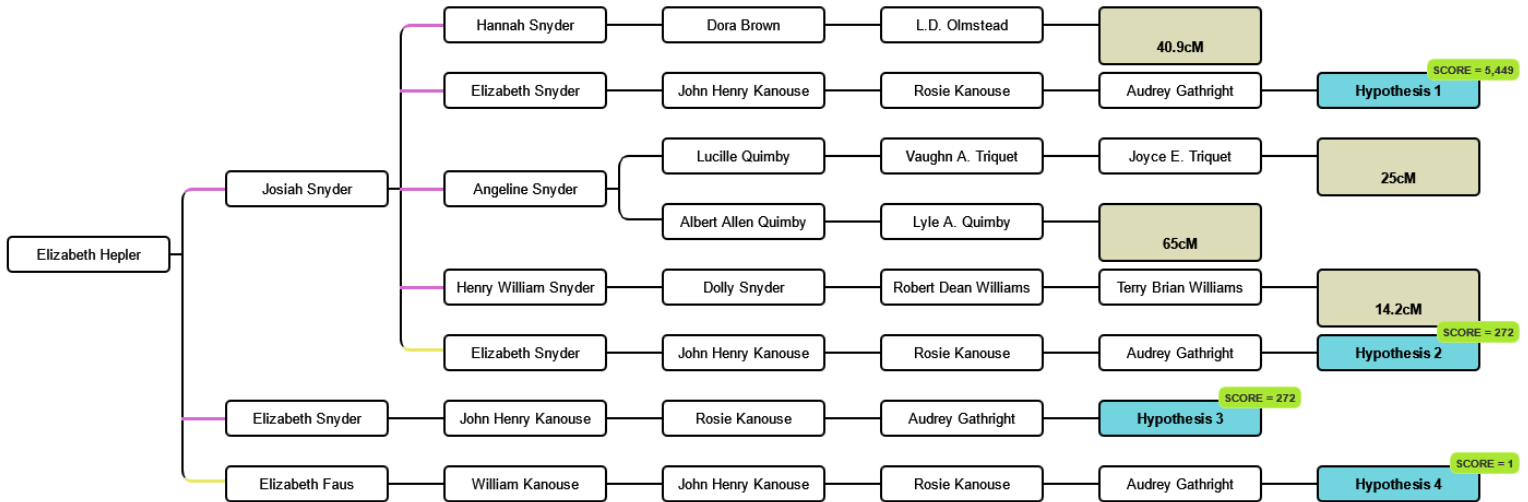 Hannah Snyder
Dora Brown
L.D. Olmstead
40.9cM
SCORE = 5,449
Elizabeth Snyder
John Henry Kanouse
Rosie Kanouse
Audrey Gathright
Hypothesis 1
Lucille Quimby
Vaughn A. Triquet
Joyce E. Triquet
25cM
Josiah Snyder
Angeline Snyder
Albert Allen Quimby
Lyle A. Quimby
65cM
Elizabeth Hepler
Henry William Snyder
Dolly Snyder
Robert Dean Williams
Terry Brian Williams
14.2cM
SCORE = 272
Elizabeth Snyder
John Henry Kanouse
Rosie Kanouse
Audrey Gathright
Hypothesis 2
SCORE = 272
Elizabeth Snyder
John Henry Kanouse
Rosie Kanouse
Audrey Gathright
Hypothesis 3
SCORE = 1
Elizabeth Faus
William Kanouse
John Henry Kanouse
Rosie Kanouse
Audrey Gathright
Hypothesis 4